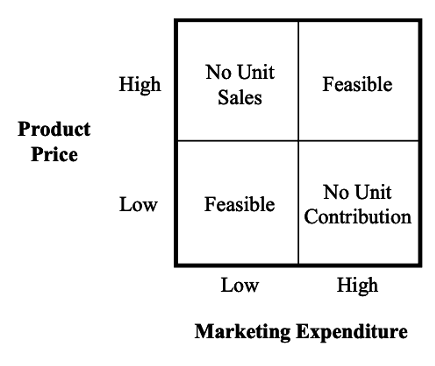 No Unit
Sales
High
Feasible
Product
Price
Low
Feasible
No Unit
Contribution
Low
High
Marketing Expenditure